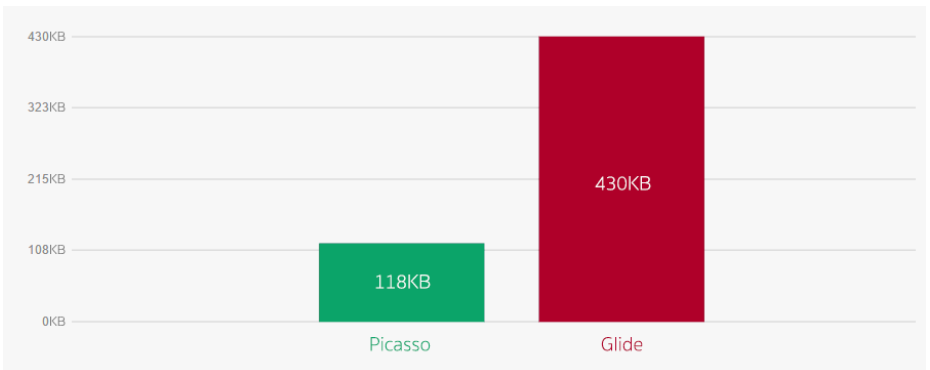 430KB
323KB
215KB
108KB
0KB
430KB
118KB
Picasso
Glide